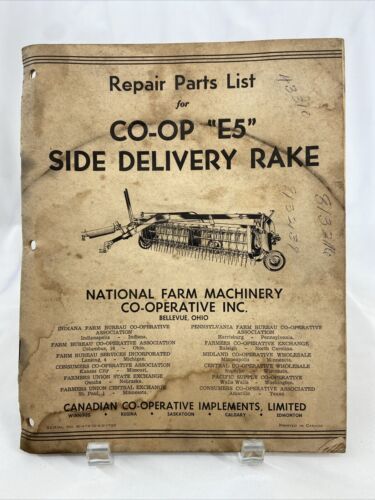 Repair Parts List
for
CO-OP "E5"
SIDE DELIVERY RAKE
NATIONAL FARM MACHINERY
CO-OPERATIVE INC.
BELLEVUE, OHIO
INDIANA FARM BUREAU CO-OPERATIVE
ASSOCIATION
Indianapolis - Indiana.
FARM BUREAU CO-OPERATIVE ASSOCIATION
Columbus, 16 - Ohio.
FARM BUREAU SERVICES INCORPORATED
Lansing, 4 - Michigan.
CONSUMERS CO-OPERATIVE ASSOCIATION
Kansas City - Missouri.
FARMERS UNION STATE EXCHANGE
Omaha - Nebraska.
FARMERS UNION CENTRAL EXCHANGE
St. Paul, 1 - Minnesota.
PENNSYLVANIA FARM BUREAU CO-OPERATIVE
ASSOCIATION
Harrisburg - Pennsylvania.
FARMERS CO-OPERATIVE EXCHANGE
Raleigh - North Carolina.
MIDLAND CO-OPERATIVE WHOLESALE
Minneapolis - Minnesota.
CENTRAL CO-OPERATIVE WHOLESALE
Superior - Wisconsin.
PACIFIC SUPPLY CO-OPERATIVE
Walla Walla - Washington.
CONSUMERS CO-OPERATIVE ASSOCIATED
Amarillo - Texas.
CANADIAN CO-OPERATIVE IMPLEMENTS, LIMITED
WINNIPEG - REGINA - SASKATOON - CALGARY - EDMONTON
PRINTED IN CANADA